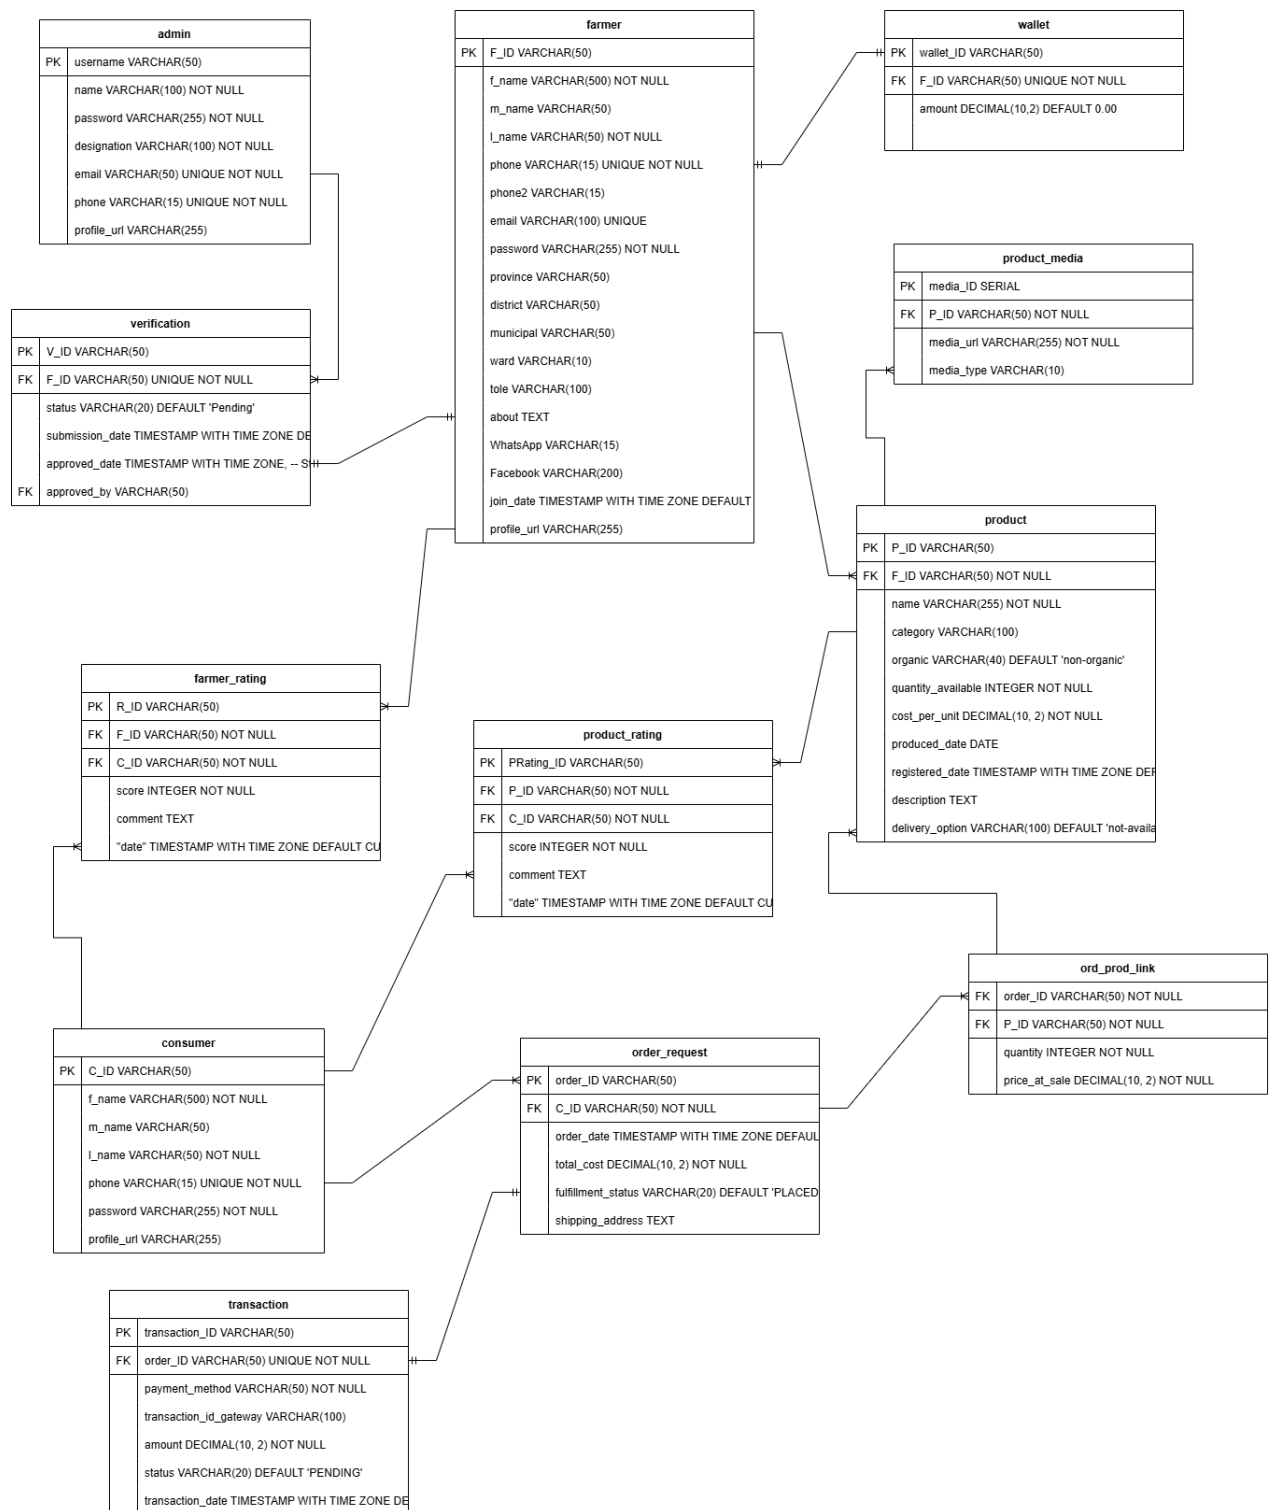 admin
PK username VARCHAR(50)
name VARCHAR(100) NOT NULL
password VARCHAR(255) NOT NULL
designation VARCHAR(100) NOT NULL
email VARCHAR(50) UNIQUE NOT NULL
phone VARCHAR(15) UNIQUE NOT NULL
profile_url VARCHAR(255)
farmer
PK F_ID VARCHAR(50)
f_name VARCHAR(500) NOT NULL
m_name VARCHAR(50)
l_name VARCHAR(50) NOT NULL
phone VARCHAR(15) UNIQUE NOT NULL
phone2 VARCHAR(15)
email VARCHAR(100) UNIQUE
password VARCHAR(255) NOT NULL
province VARCHAR(50)
district VARCHAR(50)
municipal VARCHAR(50)
ward VARCHAR(10)
tole VARCHAR(100)
about TEXT
WhatsApp VARCHAR(15)
Facebook VARCHAR(200)
join_date TIMESTAMP WITH TIME ZONE DEFAULT
profile_url VARCHAR(255)
wallet
PK wallet_ID VARCHAR(50)
FK F_ID VARCHAR(50) UNIQUE NOT NULL
amount DECIMAL(10,2) DEFAULT 0.00
product_media
PK media_ID SERIAL
FK P_ID VARCHAR(50) NOT NULL
media_url VARCHAR(255) NOT NULL
media_type VARCHAR(10)
verification
PK V_ID VARCHAR(50)
FK F_ID VARCHAR(50) UNIQUE NOT NULL
status VARCHAR(20) DEFAULT 'Pending'
submission_date TIMESTAMP WITH TIME ZONE DE
approved_date TIMESTAMP WITH TIME ZONE, -- S
FK approved_by VARCHAR(50)
product
PK P_ID VARCHAR(50)
FK F_ID VARCHAR(50) NOT NULL
name VARCHAR(255) NOT NULL
category VARCHAR(100)
organic VARCHAR(40) DEFAULT 'non-organic'
quantity_available INTEGER NOT NULL
cost_per_unit DECIMAL(10, 2) NOT NULL
produced_date DATE
registered_date TIMESTAMP WITH TIME ZONE DEF
description TEXT
delivery_option VARCHAR(100) DEFAULT 'not-availa
farmer_rating
PK R_ID VARCHAR(50)
FK F_ID VARCHAR(50) NOT NULL
FK C_ID VARCHAR(50) NOT NULL
score INTEGER NOT NULL
comment TEXT
"date" TIMESTAMP WITH TIME ZONE DEFAULT CU
product_rating
PK PRating_ID VARCHAR(50)
FK P_ID VARCHAR(50) NOT NULL
FK C_ID VARCHAR(50) NOT NULL
score INTEGER NOT NULL
comment TEXT
"date" TIMESTAMP WITH TIME ZONE DEFAULT CU
ord_prod_link
FK order_ID VARCHAR(50) NOT NULL
FK P_ID VARCHAR(50) NOT NULL
quantity INTEGER NOT NULL
price_at_sale DECIMAL(10, 2) NOT NULL
consumer
PK C_ID VARCHAR(50)
f_name VARCHAR(500) NOT NULL
m_name VARCHAR(50)
l_name VARCHAR(50) NOT NULL
phone VARCHAR(15) UNIQUE NOT NULL
password VARCHAR(255) NOT NULL
profile_url VARCHAR(255)
order_request
PK order_ID VARCHAR(50)
FK C_ID VARCHAR(50) NOT NULL
order_date TIMESTAMP WITH TIME ZONE DEFAUL
total_cost DECIMAL(10, 2) NOT NULL
fulfillment_status VARCHAR(20) DEFAULT 'PLACED
shipping_address TEXT
transaction
PK transaction_ID VARCHAR(50)
FK order_ID VARCHAR(50) UNIQUE NOT NULL
payment_method VARCHAR(50) NOT NULL
transaction_id_gateway VARCHAR(100)
amount DECIMAL(10, 2) NOT NULL
status VARCHAR(20) DEFAULT 'PENDING'
transaction_date TIMESTAMP WITH TIME ZONE DE